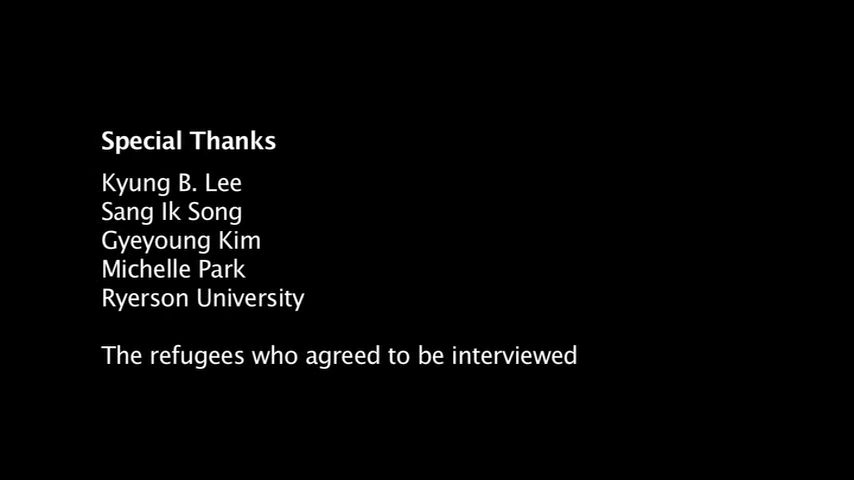 Special Thanks
Kyung B. Lee
Sang Ik Song
Gyeyoung Kim
Michelle Park
Ryerson University
The refugees who agreed to be interviewed